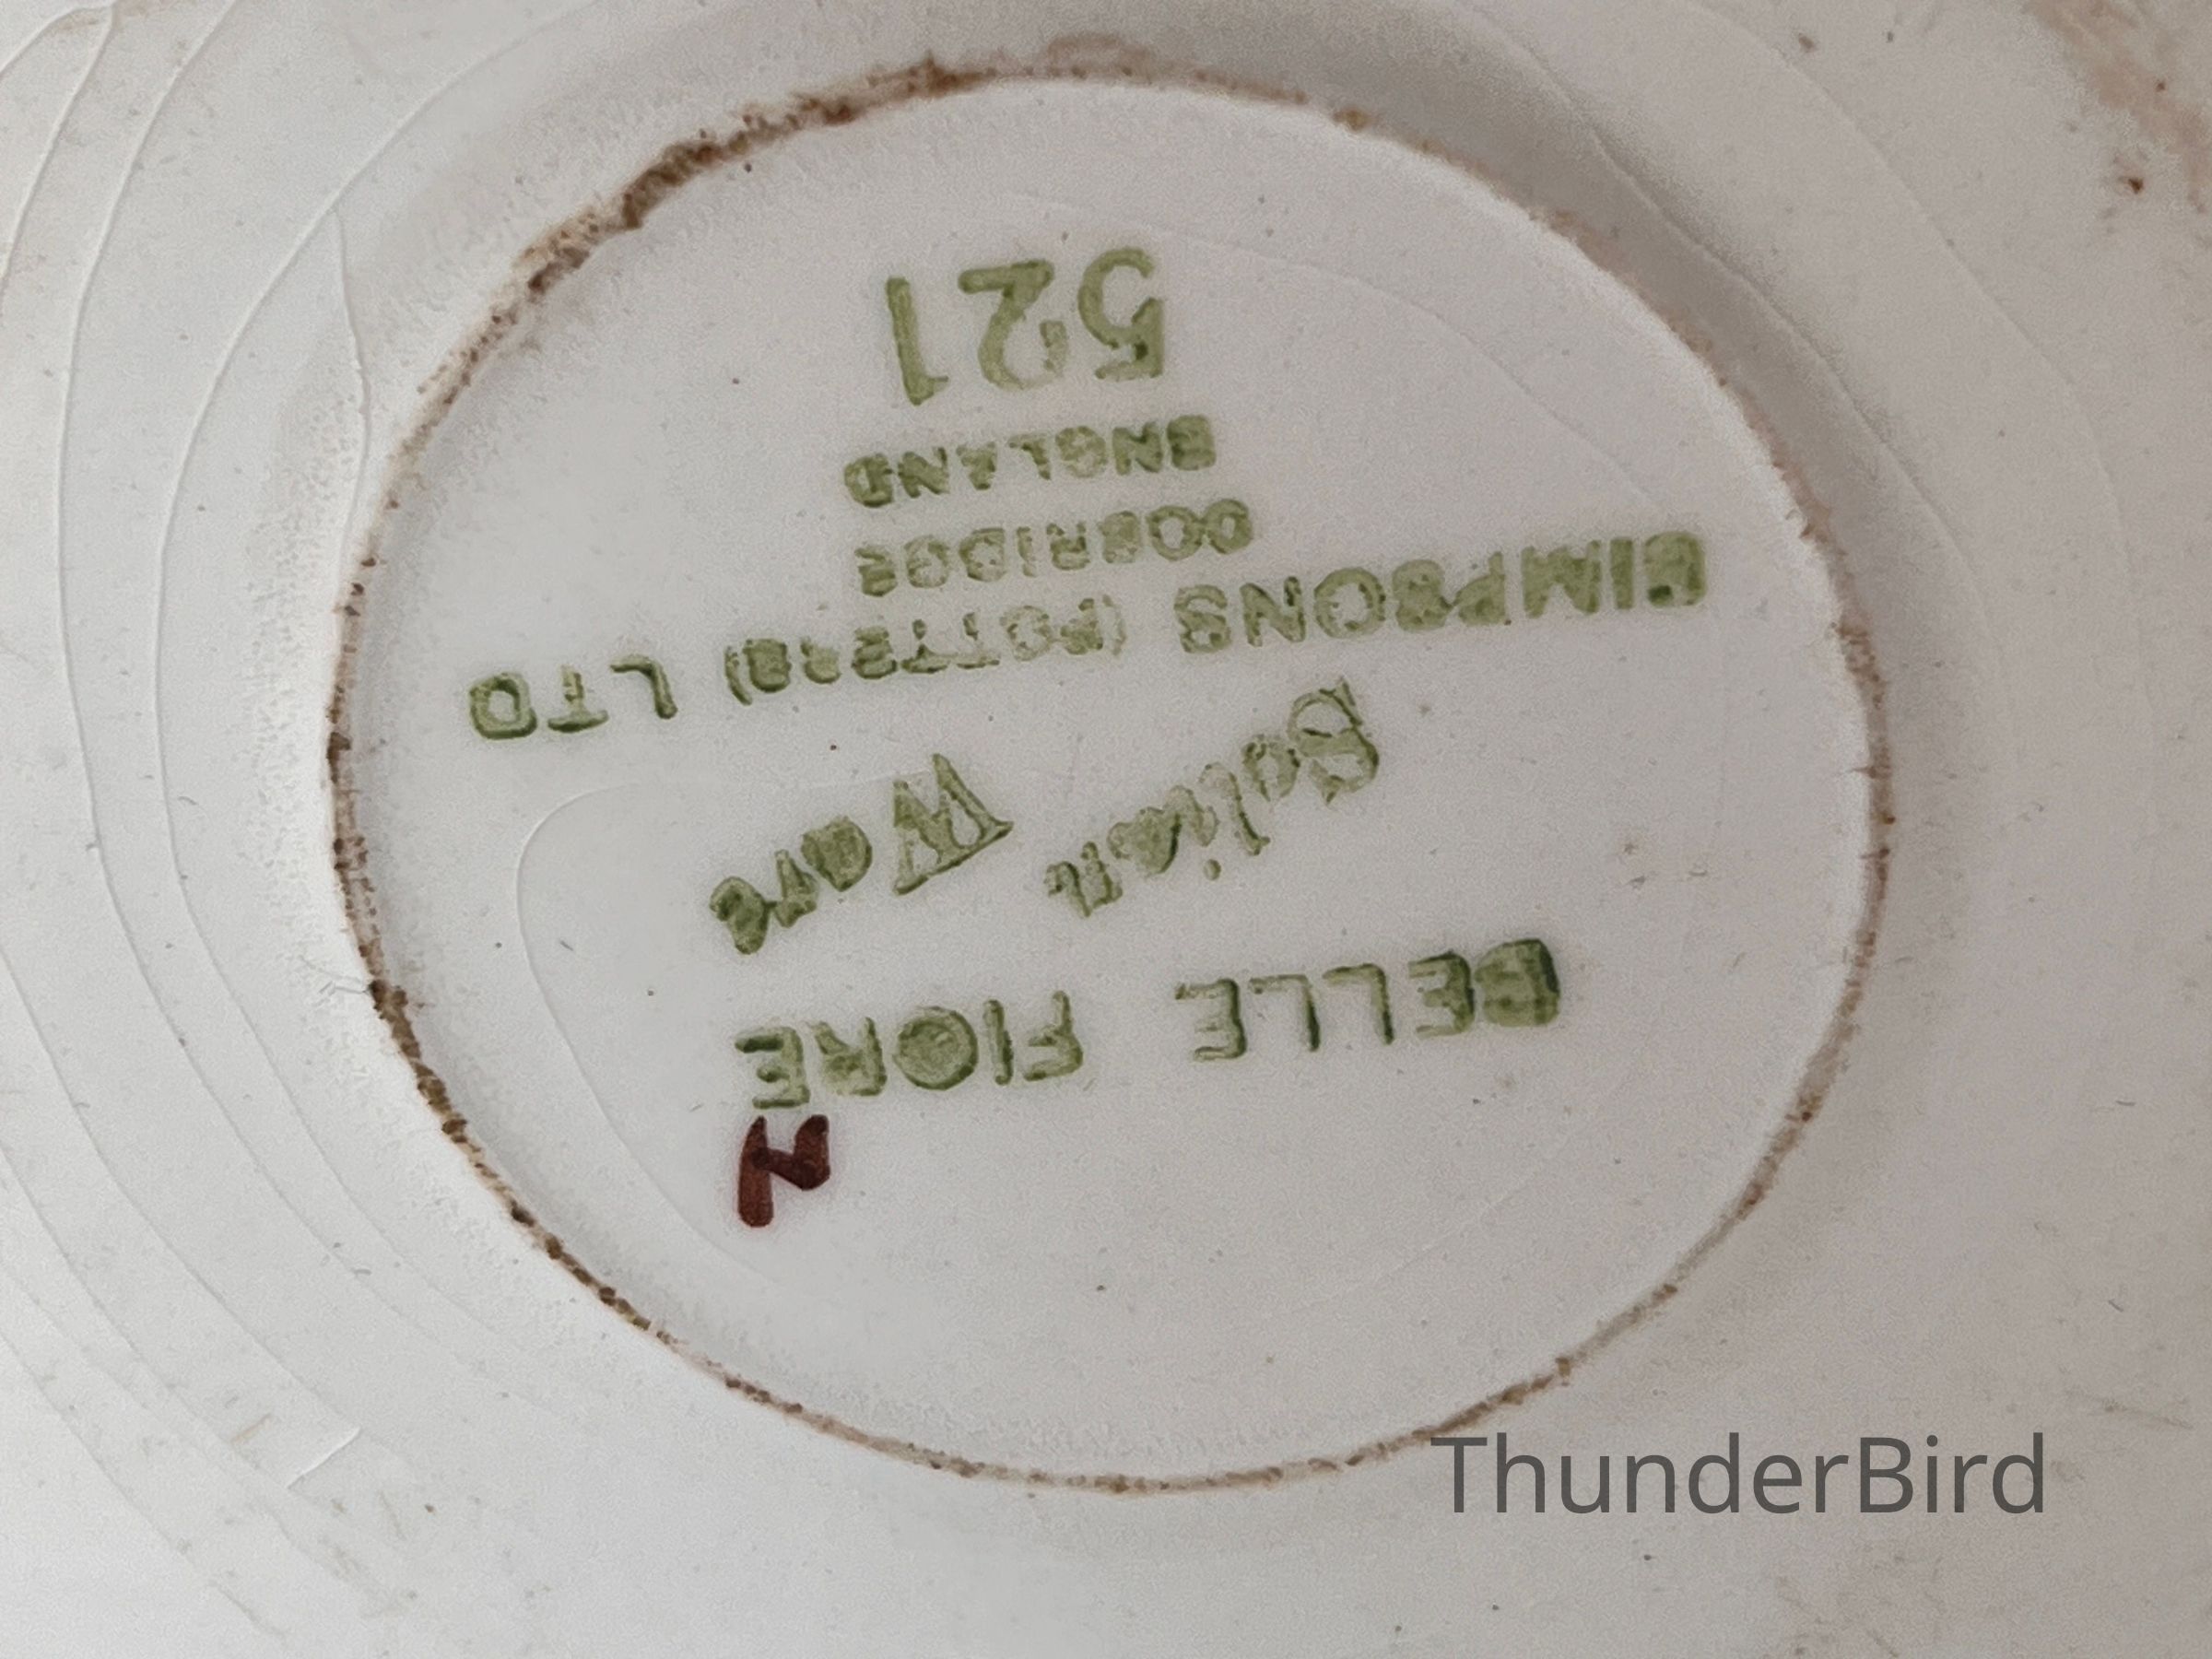 N
BELLE FIORE
Solian Ware
SIMPSONS (POTTERS) LTD
COBRIDGE
ENGLAND
521
ThunderBird